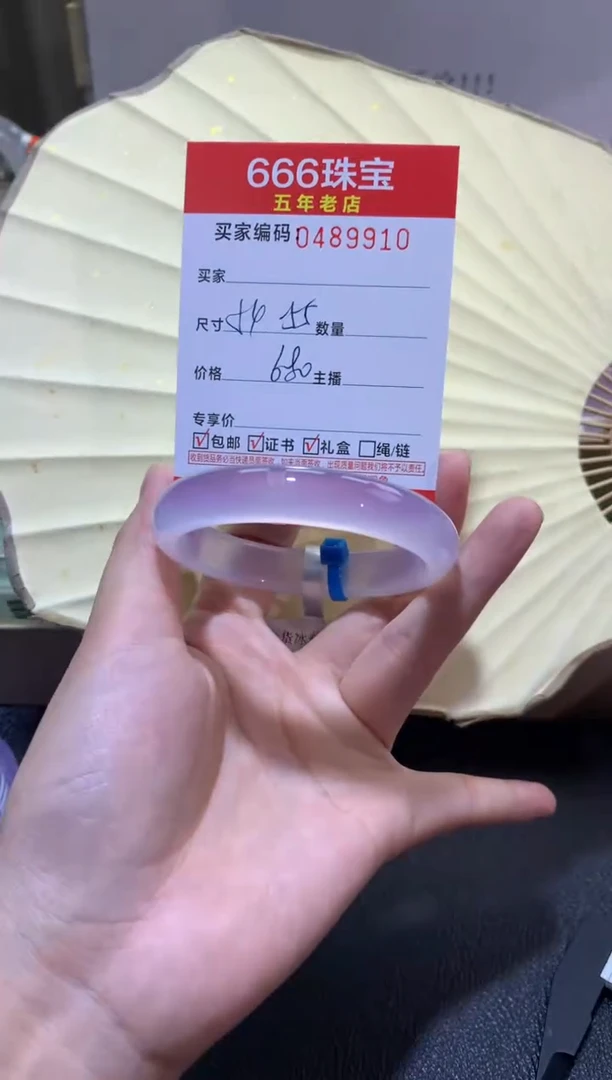 666珠宝
五年老店
买家编码:0489910
买家
尺寸 54 55 数量
价格 680 主播
专享价
包邮 证书 礼盒 绳/链